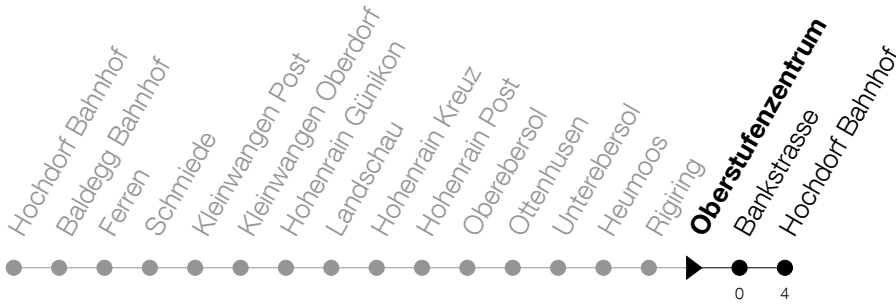 Hochdorf Bahnhof
Baldegg Bahnhof
Ferren
Schmiede
Kleinwangen Post
Kleinwangen Oberdorf
Hohenrain Günikon
Landschau
Hohenrain Kreuz
Hohenrain Post
Oberebersol
Ottenhusen
Unterebersol
Heumoos
Rigiring
Oberstufenzentrum
Bankstrasse
Hochdorf Bahnhof
0
4